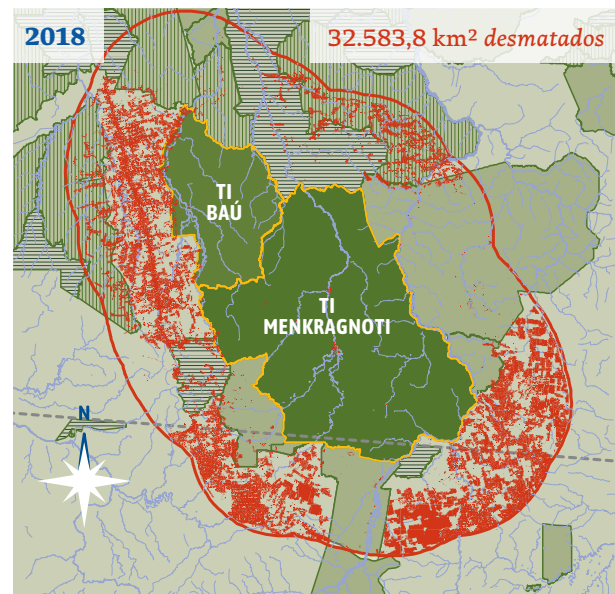 2018
32.583,8 km² desmatados
TI
BAÚ
TI
MENKRAGNOTI
N